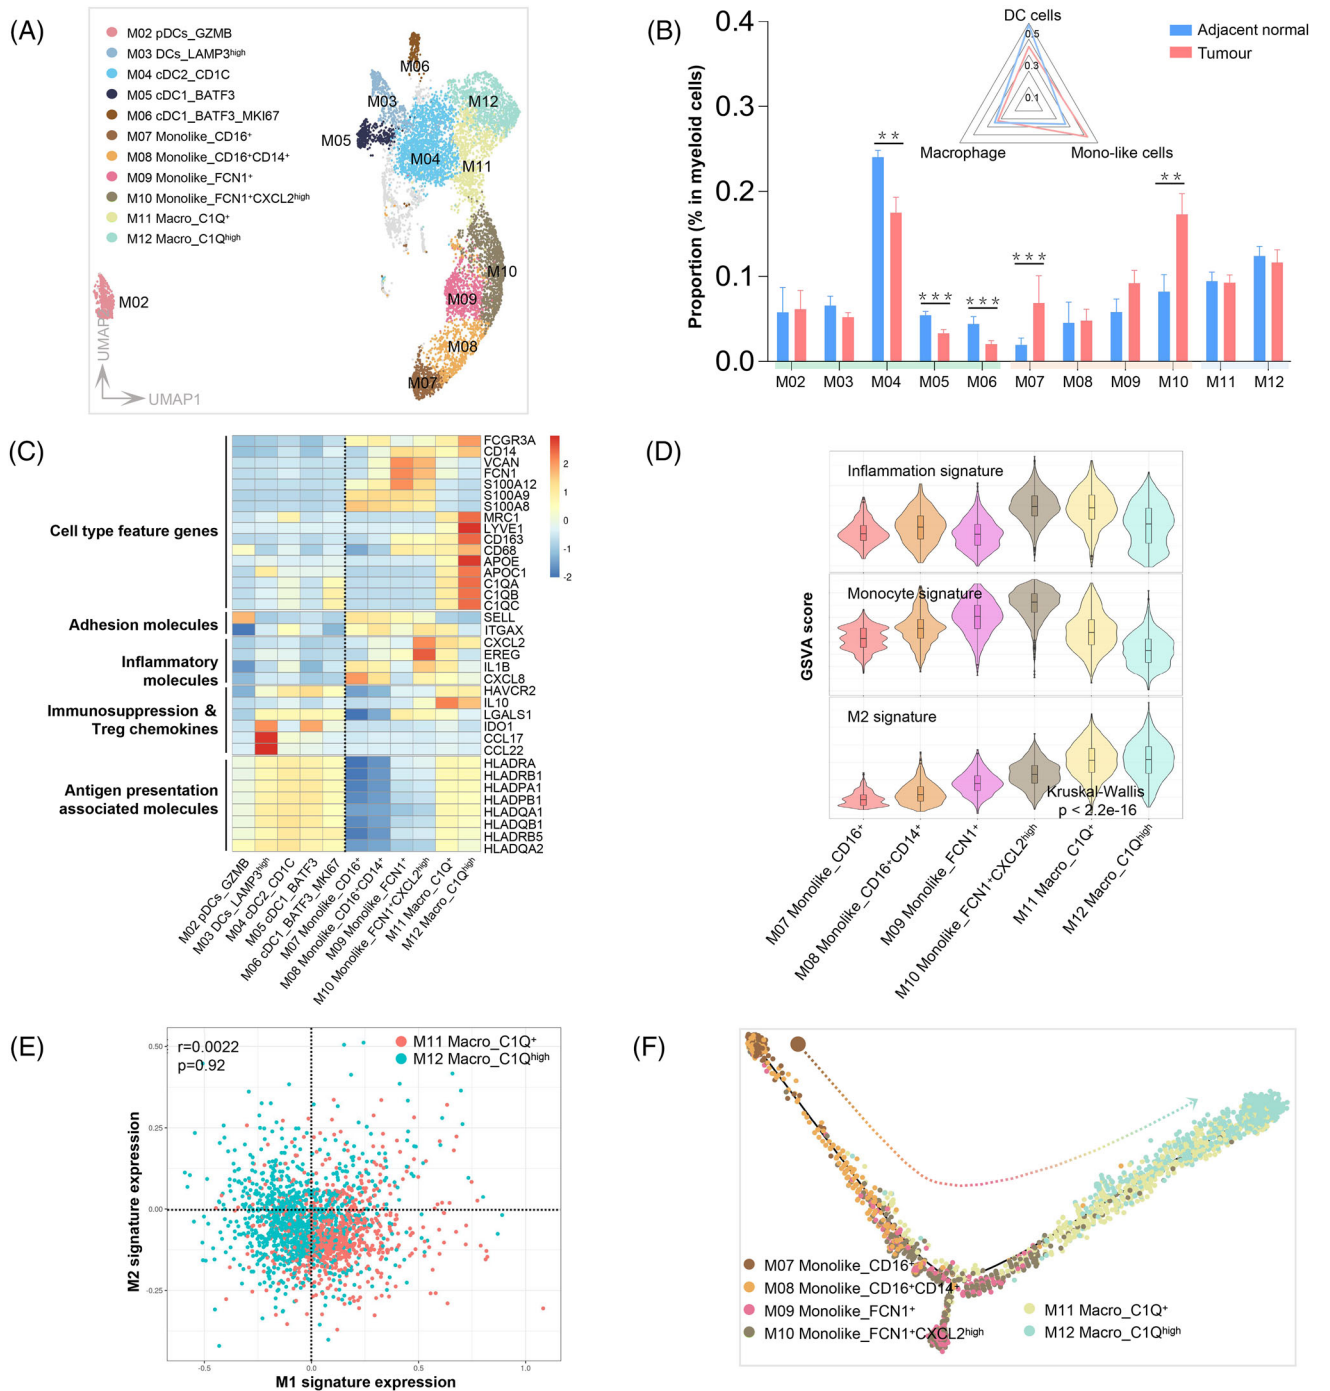 (A)
M02 pDCs_GZMB
M03 DCs_LAMP3high
M04 cDC2_CD1C
M05 cDC1_BATF3
M06 cDC1_BATF3_MKI67
M07 Monolike_CD16+
M08 Monolike_CD16+CD14+
M09 Monolike_FCN1+
M10 Monolike_FCN1+CXCL2high
M11 Macro_C1Q+
M12 Macro_C1Qhigh
M06
M03
M12
M05
M04
M11
M10
M02
M09
M08
M07
UMAP
UMAP1
(B)
Proportion (% in myeloid cells)
0.4
0.3
0.2
0.1
0.0
DC cells
0.5
0.3
0.1
Macrophage
Mono-like cells
Adjacent normal
Tumour
**
***
***
***
**
M02 M03 M04 M05 M06 M07 M08 M09 M10 M11 M12
(C)
Cell type feature genes
Adhesion molecules
Inflammatory
molecules
Immunosuppression &
Treg chemokines
Antigen presentation
associated molecules
FCGR3A
CD14
VCAN
FCN1
S100A12
S100A9
S100A8
MRC1
LYVE1
CD163
CD68
APOE
APOC1
C1QA
C1QB
C1QC
SELL
ITGAX
CXCL2
EREG
IL1B
CXCL8
HAVCR2
IL10
LGALS1
IDO1
CCL17
CCL22
HLADRA
HLADRB1
HLADPA1
HLADPB1
HLADQA1
HLADQB1
HLADRB5
HLADQA2
2
1
0
-1
-2
M02 pDCs_GZMB
M03 DCs_LAMP3high
M04 cDC2_CD1C
M05 cDC1_BATF3
M06 cDC1_BATF3_MKI67
M07 Monolike_CD16+
M08 Monolike_CD16+CD14+
M09 Monolike_FCN1+
M10 Monolike_FCN1+CXCL2high
M11 Macro_C1Q+
M12 Macro_C1Qhigh
(D)
GSVA score
Inflammation signature
Monocyte signature
M2 signature
Kruskal-Wallis
p < 2.2e-16
M07 Monolike_CD16+
M08 Monolike_CD16+CD14+
M09 Monolike_FCN1+
M10 Monolike_FCN1+CXCL2high
M11 Macro_C1Q+
M12 Macro_C1Qhigh
(E)
r=0.0022
p=0.92
M11 Macro_C1Q+
M12 Macro_C1Qhigh
M2 signature expression
0.50
0.25
0.00
-0.25
-0.5 0.0 0.5 1.0
M1 signature expression
(F)
M07 Monolike_CD16+
M08 Monolike_CD16+CD14+
M09 Monolike_FCN1+
M10 Monolike_FCN1+CXCL2high
M11 Macro_C1Q+
M12 Macro_C1Qhigh